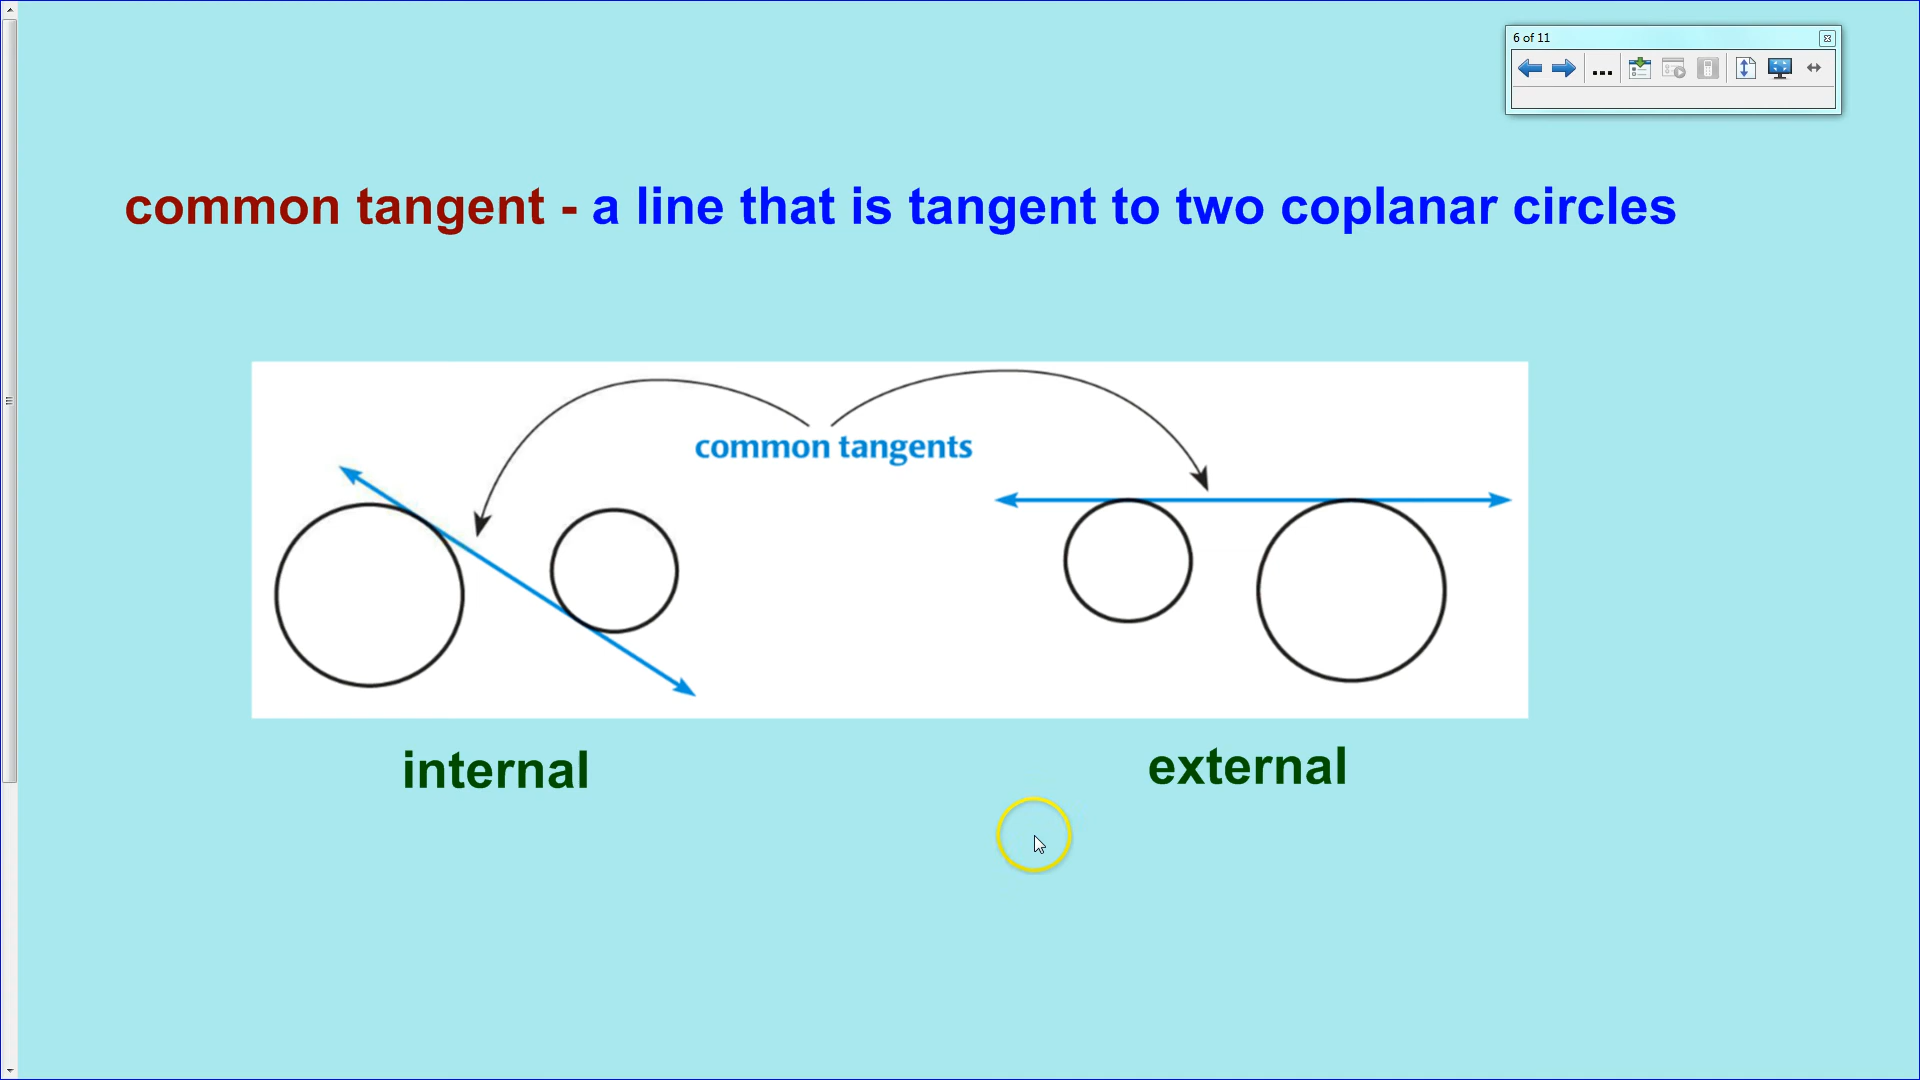 6 of 11
common tangent - a line that is tangent to two coplanar circles
common tangents
internal
external